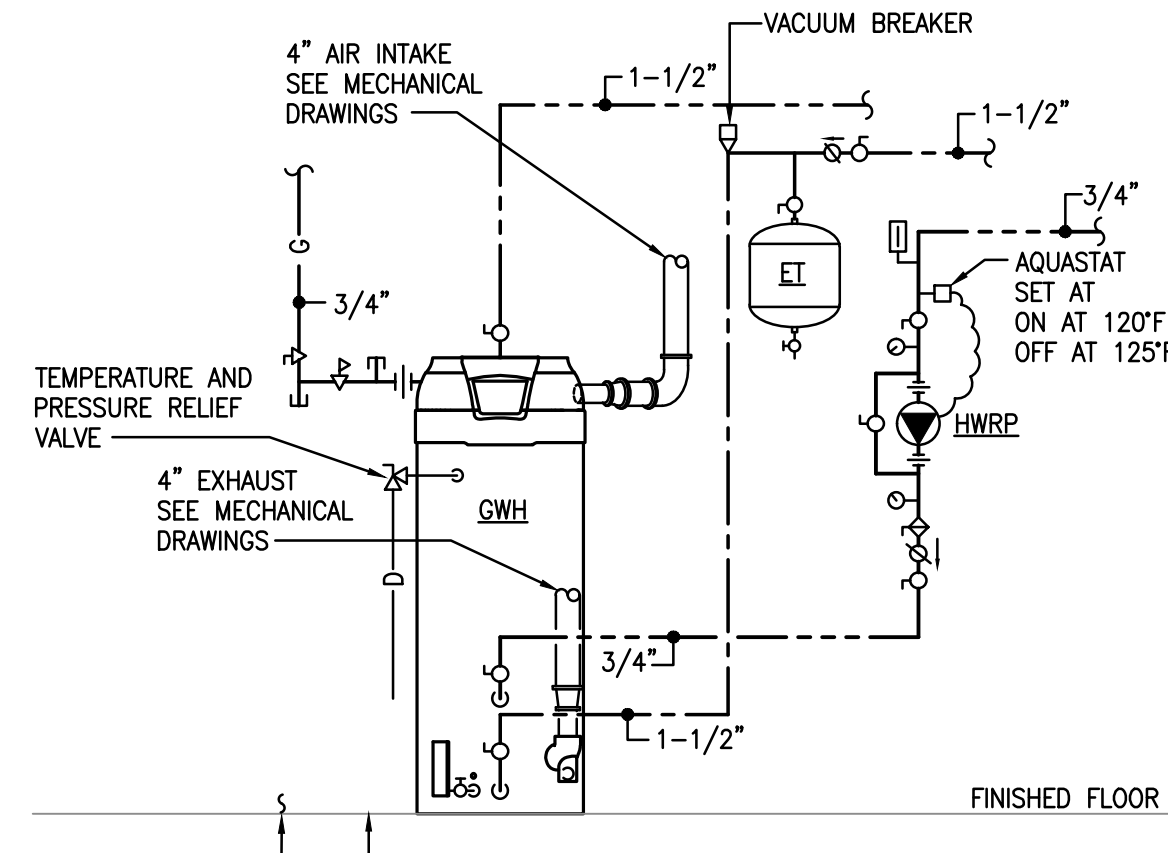 VACUUM BREAKER
4” AIR INTAKE
SEE MECHANICAL
DRAWINGS
1-1/2”
1-1/2”
3/4”
G
ET
AQUASTAT
SET AT
ON AT 120°F
OFF AT 125°F
3/4”
TEMPERATURE AND
PRESSURE RELIEF
VALVE
HWRP
4” EXHAUST
SEE MECHANICAL
DRAWINGS
GWH
D
3/4”
1-1/2”
FINISHED FLOOR